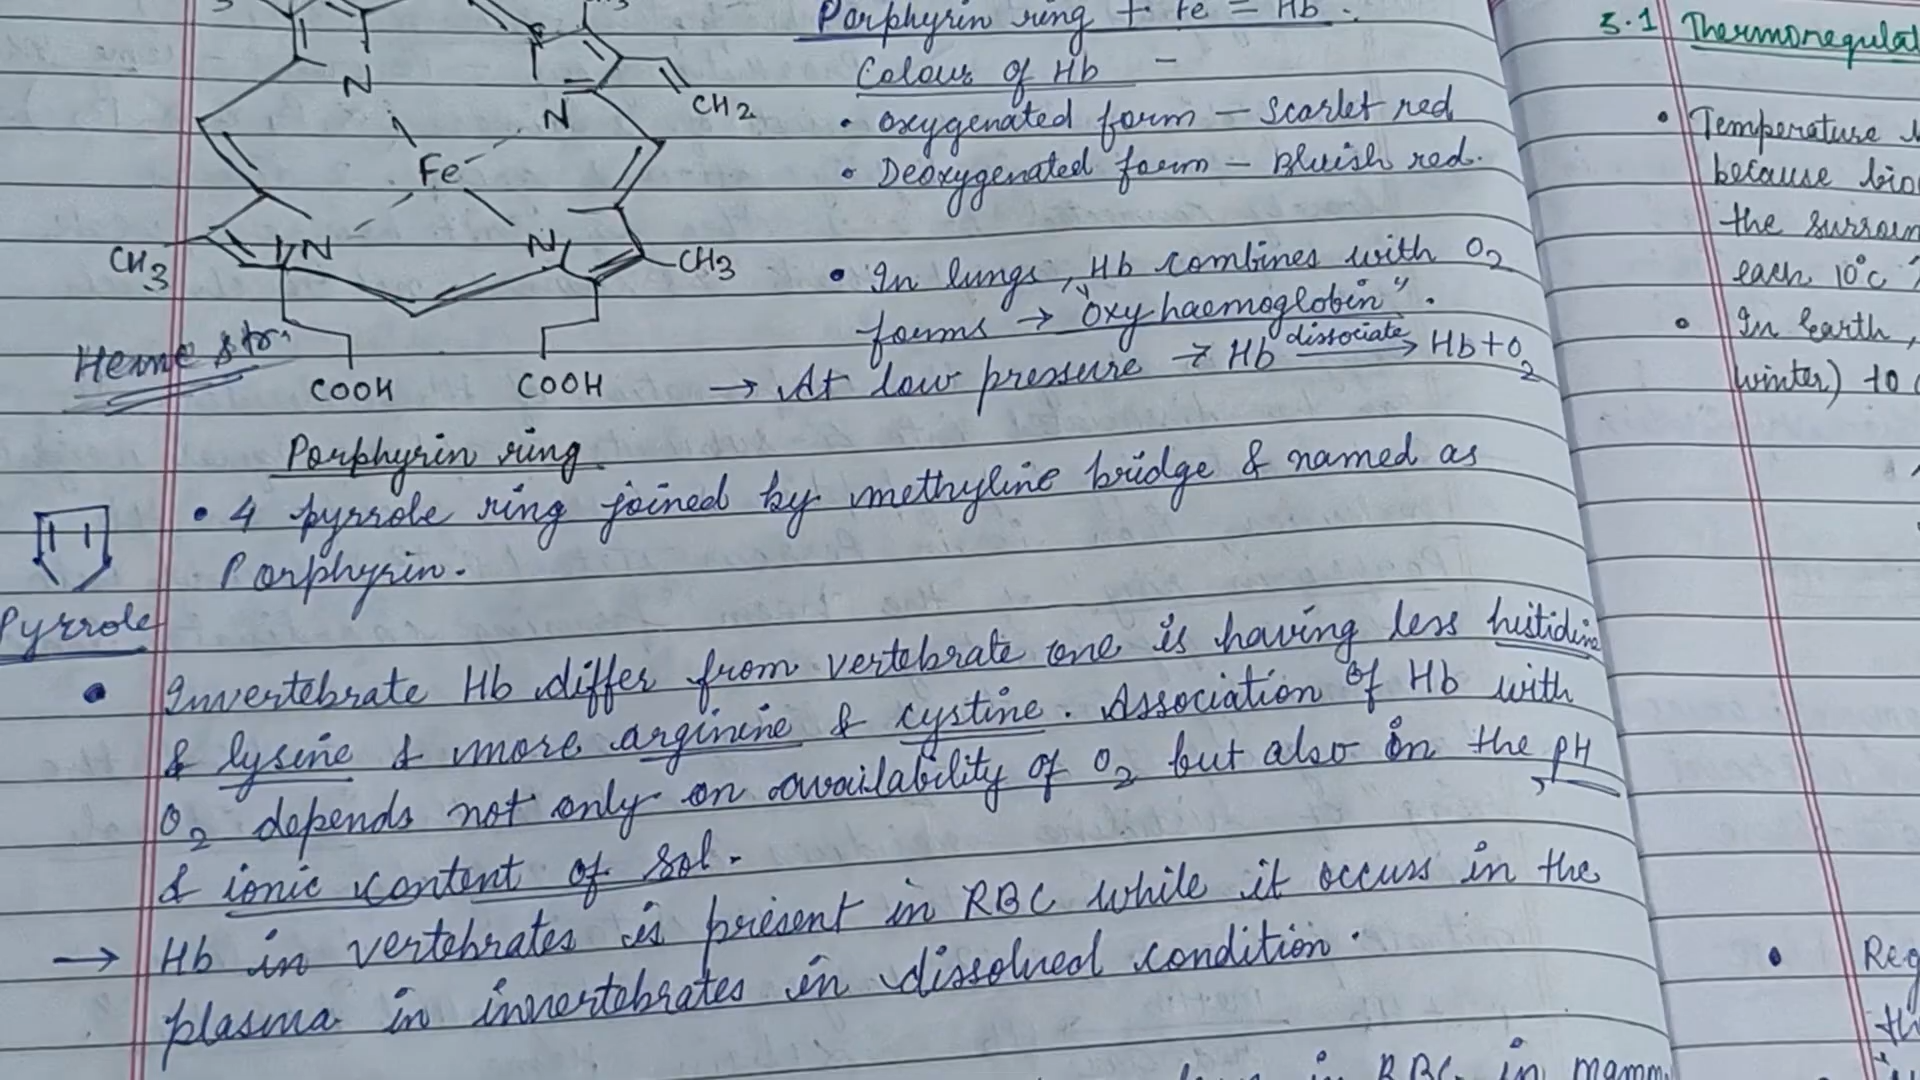 Porphyrin ring + Fe = Hb.
Colour of Hb -
• Oxygenated form - Scarlet red
• Deoxygenated form - Bluish red.
• In lungs, Hb combines with O2
forms → "Oxyhaemoglobin".
→ At low pressure → Hb dissociate→ Hb+O2
N
N
CH2
Fe
N
N
CH3
CH3
Heme str.
COOH
COOH
Porphyrin ring
• 4 pyrrole ring joined by methyline bridge & named as
Porphyrin.
Pyrrole
• Invertebrate Hb differ from vertebrate one is having less histidine
& lysine & more arginine & cystine. Association of Hb with
O2 depends not only on availability of O2 but also on the pH
& ionic content of sol.
→ Hb in vertebrates is present in RBC while it occurs in the
plasma in invertebrates in dissolved condition.
in RBC in mamm
Thermoregulat
• Temperature
because bio
the surroun
each 10°c
• In Earth,
winter) to
• Reg
th